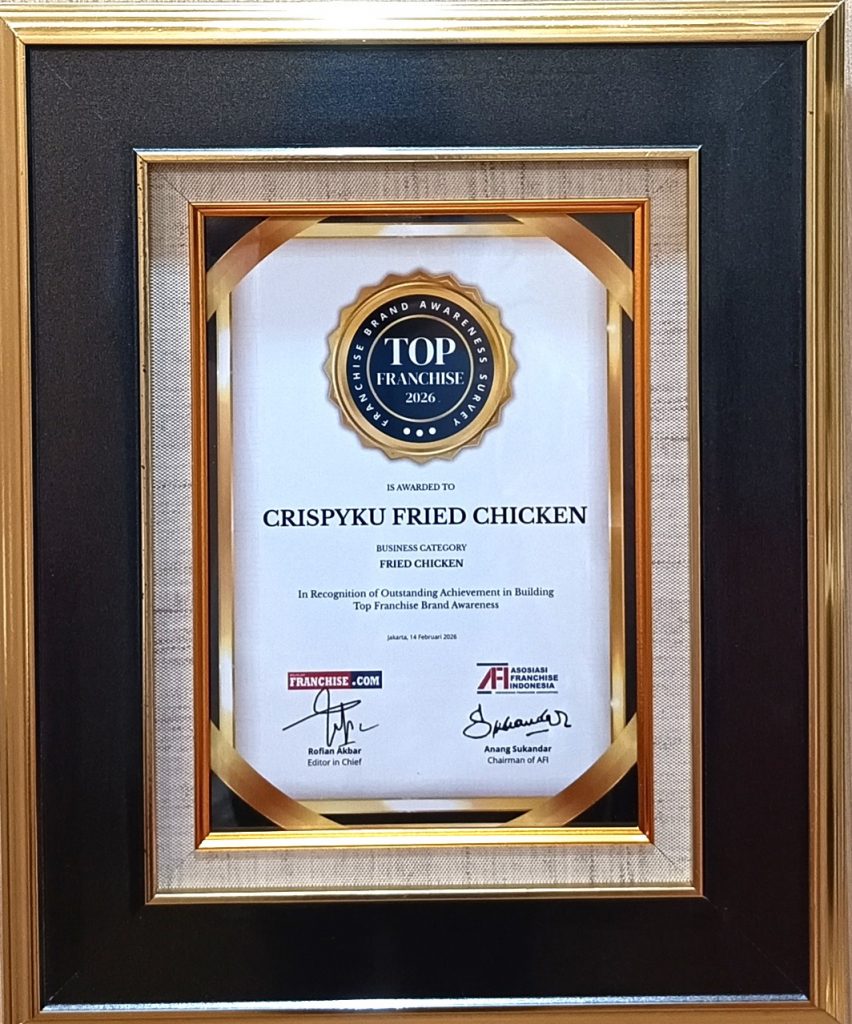 FRANCHISE BRAND AWARENESS SURVEY
TOP
FRANCHISE
2026
IS AWARDED TO
CRISPYKU FRIED CHICKEN
BUSINESS CATEGORY
FRIED CHICKEN
In Recognition of Outstanding Achievement in Building
Top Franchise Brand Awareness
Jakarta, 14 Februari 2026
FRANCHISE.COM
AFI ASOSIASI
FRANCHISE
INDONESIA
Rofian Akbar
Editor in Chief
Anang Sukandar
Chairman of AFI